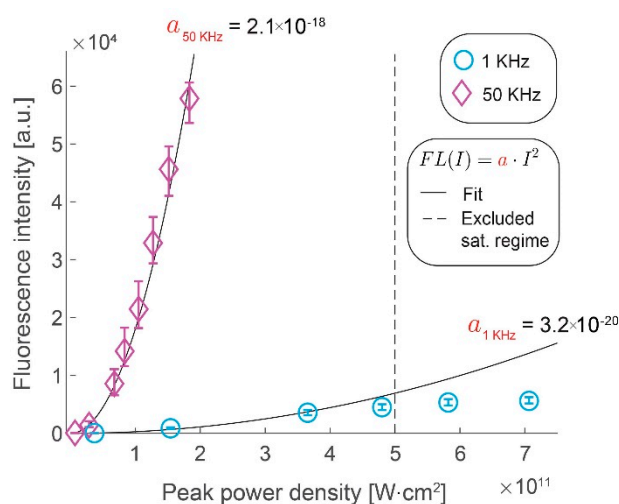 a 50 KHz = 2.1×10-18
× 10⁴
6
5
4
3
2
1
0
Fluorescence intensity [a.u.]
1 KHz
50 KHz
FL(I) = a · I²
Fit
Excluded
sat. regime
a 1 KHz = 3.2×10-20
0 1 2 3 4 5 6 7
× 10¹¹
Peak power density [W·cm²]